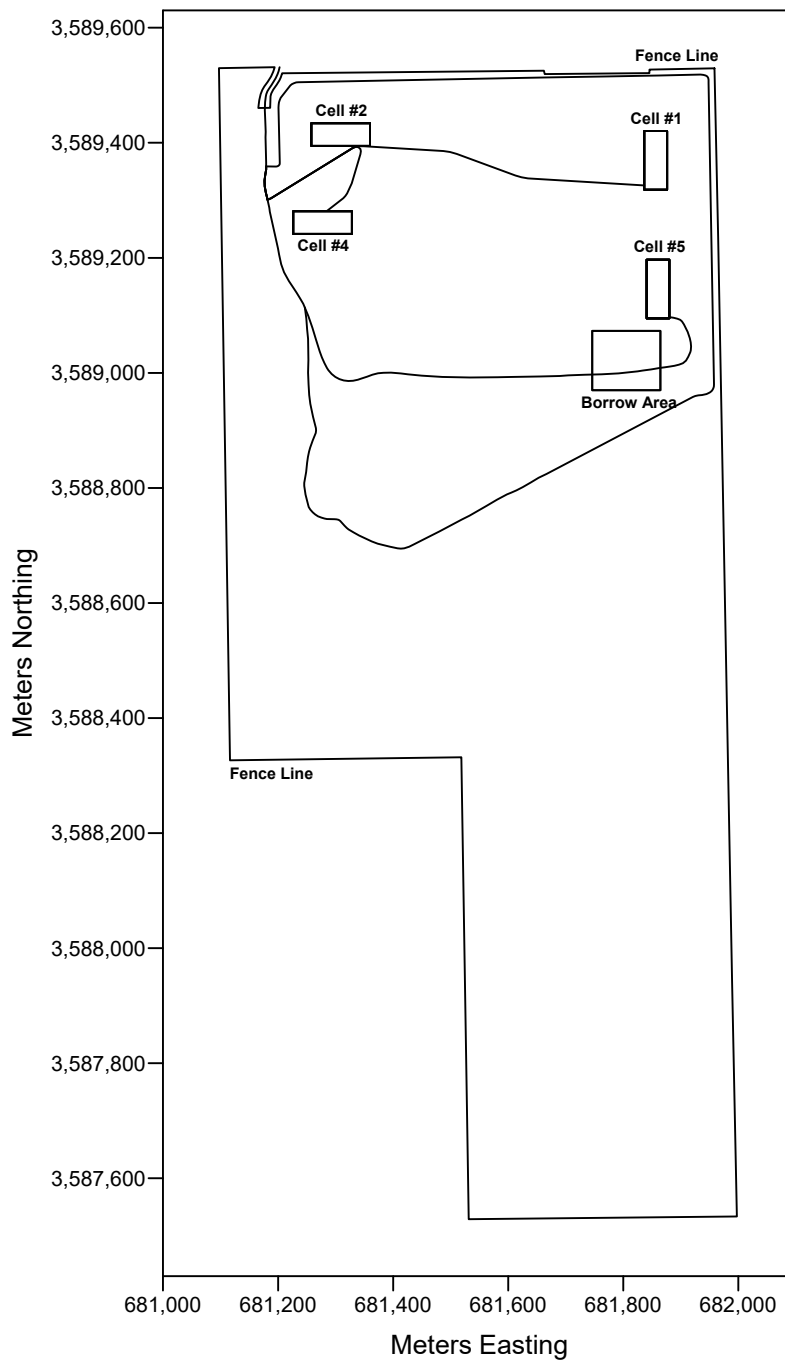 3,589,600
Fence Line
Cell #2
Cell #1
3,589,400
Cell #4
Cell #5
3,589,200
3,589,000
Borrow Area
3,588,800
Meters Northing
3,588,600
3,588,400
Fence Line
3,588,200
3,588,000
3,587,800
3,587,600
681,000
681,200
681,400
681,600
681,800
682,000
Meters Easting